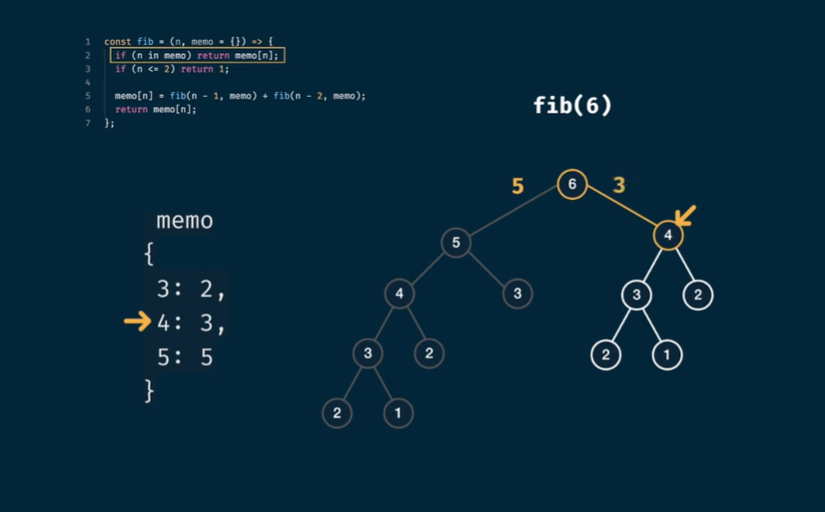 1 const fib = (n, memo = {}) => {
2 if (n in memo) return memo[n];
3 if (n <= 2) return 1;
4
5 memo[n] = fib(n - 1, memo) + fib(n - 2, memo);
6 return memo[n];
7 };
fib(6)
5 6 3
4
5
memo
{
3: 2,
4: 3,
5: 5
}
4 3 3 2
3 2 2 1
2 1